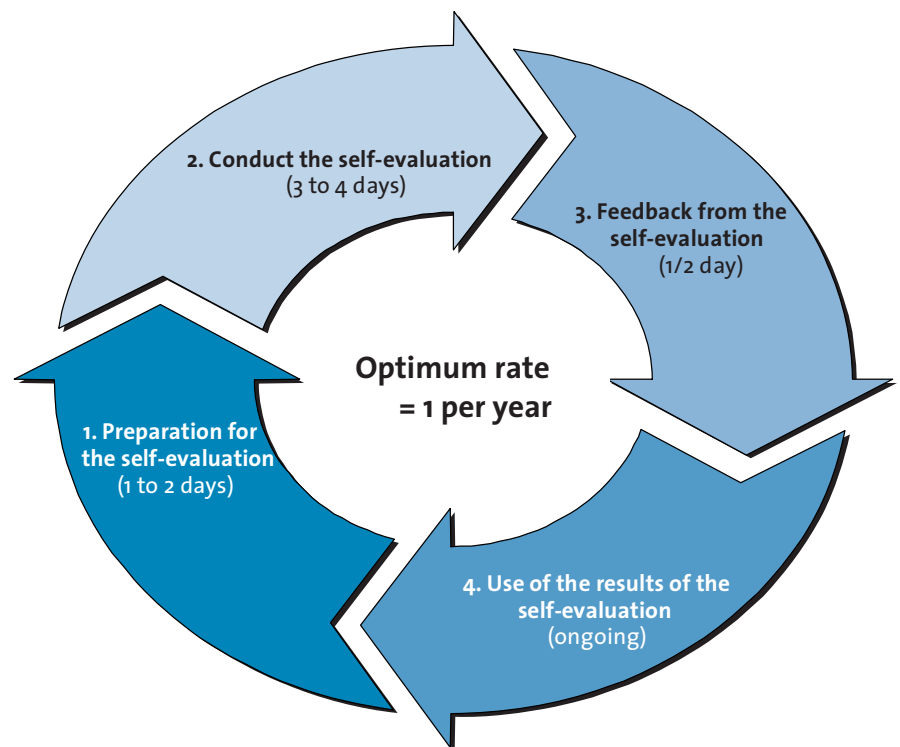 2. Conduct the self-evaluation
(3 to 4 days)
3. Feedback from the
self-evaluation
(1/2 day)
Optimum rate
= 1 per year
1. Preparation for
the self-evaluation
(1 to 2 days)
4. Use of the results of the
self-evaluation
(ongoing)